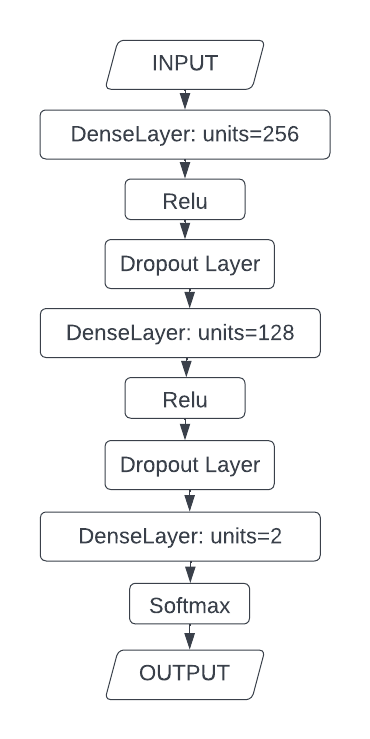 INPUT
DenseLayer: units=256
Relu
Dropout Layer
DenseLayer: units=128
Relu
Dropout Layer
DenseLayer: units=2
Softmax
OUTPUT